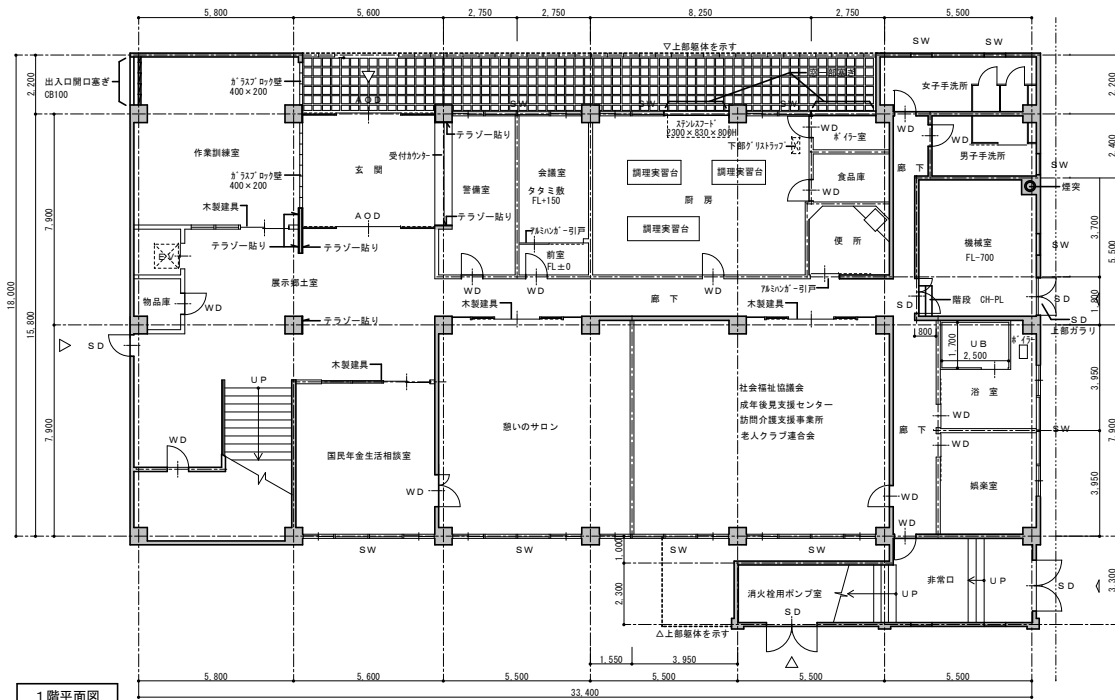 5,800
5,600
2,750
2,750
8,250
2,750
5,500
▽上部躯体を示す
SW
SW
2,200
出入口開口塞ぎ
CB100
ガラスブロック壁
400×200
AOD
SW
SW
SW
窓一部塞ぎ
女子手洗所
2,200
テラゾー貼り
ステンレスフード
2300×830×800H
WD
ボイラー室
WD
WD
作業訓練室
受付カウンター
下部グリストラップ
男子手洗所
2,400
ガラスブロック壁
400×200
玄関
会議室
タタミ敷
FL+150
調理実習台
調理実習台
食品庫
廊下
SW
警備室
厨房
WD
煙突
木製建具
AOD
テラゾー貼り
アルミハンガー引戸
調理実習台
便所
機械室
FL-700
3,700
5,500
SW
7,900
テラゾー貼り
テラゾー貼り
EV
前室
FL±0
展示郷土室
WD
WD
WD
アルミハンガー引戸
物品庫
WD
木製建具
廊下
木製建具
SD
階段 CH-PL
SD
1,800
18,000
15,800
テラゾー貼り
SD
上部ガラリ
SD
800
1,700
UB
2,500
ボイラー
木製建具
UP
社会福祉協議会
成年後見支援センター
訪問介護支援事業所
老人クラブ連合会
浴室
3,950
WD
7,900
憩いのサロン
廊下
SW
7,900
WD
国民年金生活相談室
WD
娯楽室
3,950
WD
WD
WD
SW
SW
SW
SW
1,000
2,300
消火栓用ポンプ室
UP
非常口
UP
SD
3,300
SD
△上部躯体を示す
1,550
3,950
5,800
5,600
5,500
5,500
5,500
5,500
33,400
1階平面図